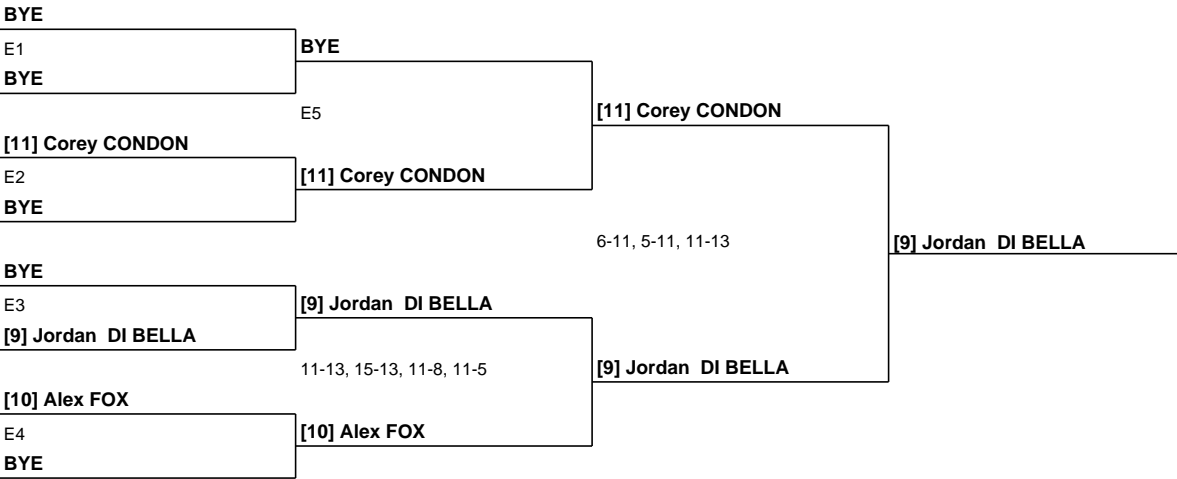 BYE
E1
BYE
BYE
E5
[11] Corey CONDON
[11] Corey CONDON
E2
[11] Corey CONDON
BYE
6-11, 5-11, 11-13
[9] Jordan  DI BELLA
BYE
E3
[9] Jordan  DI BELLA
[9] Jordan  DI BELLA
11-13, 15-13, 11-8, 11-5
[9] Jordan  DI BELLA
[10] Alex FOX
E4
[10] Alex FOX
BYE